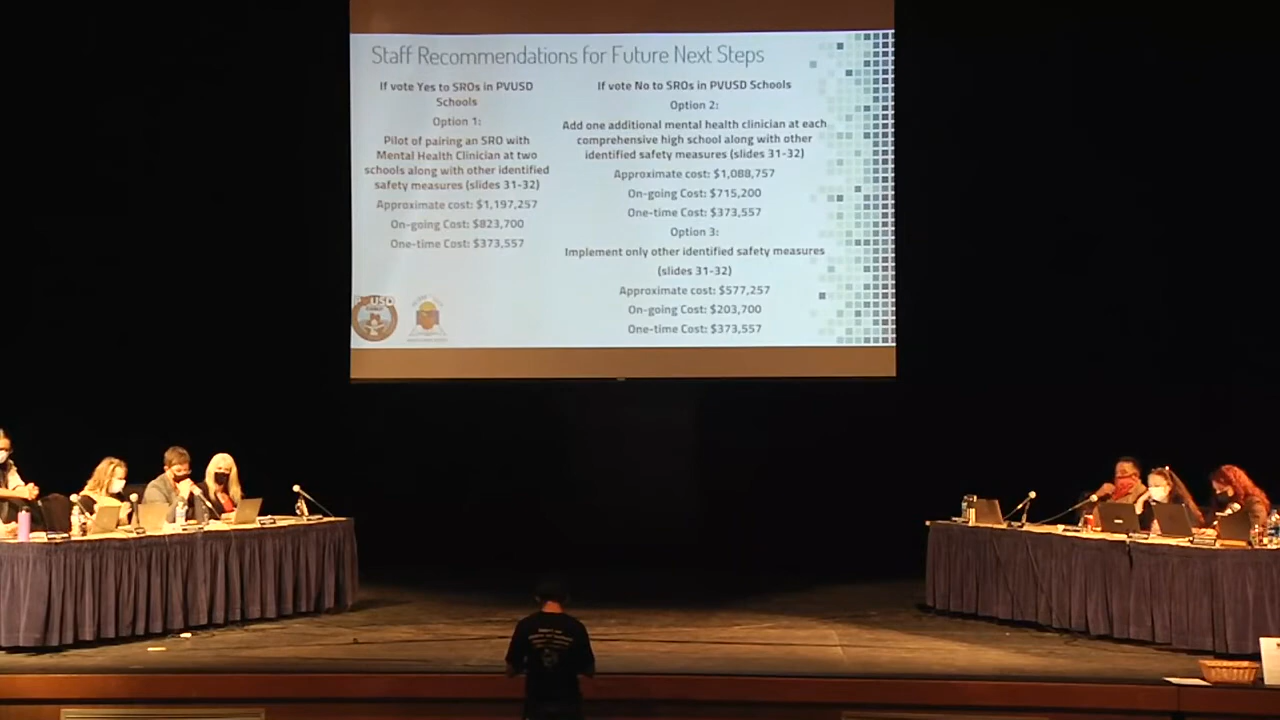 Staff Recommendations for Future Next Steps
If vote Yes to SROs in PVUSD
Schools
Option 1:
Pilot of pairing an SRO with
Mental Health Clinician at two
schools along with other identified
safety measures (slides 31-32)
Approximate cost: $1,197,257
On-going Cost: $823,700
One-time Cost: $373,557
If vote No to SROs in PVUSD Schools
Option 2:
Add one additional mental health clinician at each
comprehensive high school along with other
identified safety measures (slides 31-32)
Approximate cost: $1,088,757
On-going Cost: $715,200
One-time Cost: $373,557
Option 3:
Implement only other identified safety measures
(slides 31-32)
Approximate cost: $577,257
On-going Cost: $203,700
One-time Cost: $373,557